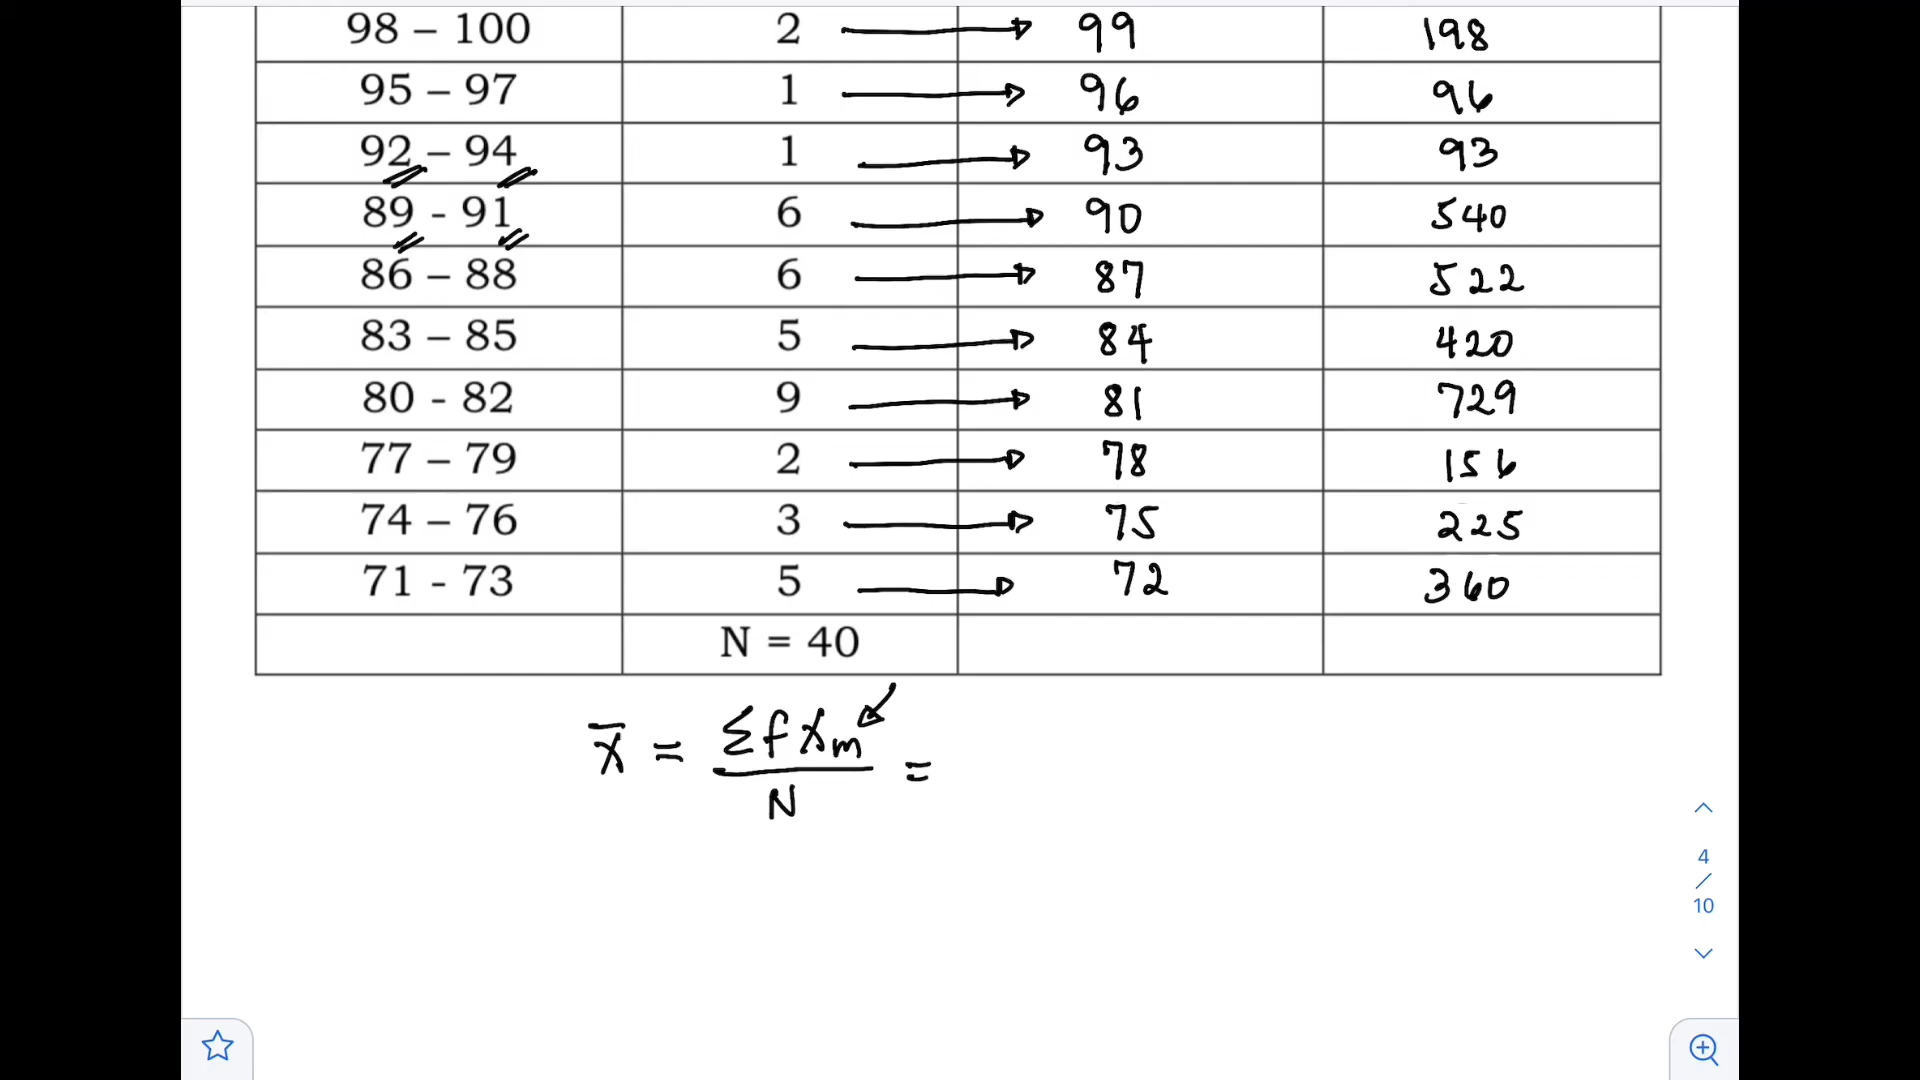 98 – 100 2 99 198
95 – 97 1 96 96
92 – 94 1 93 93
89 - 91 6 90 540
86 – 88 6 87 522
83 – 85 5 84 420
80 - 82 9 81 729
77 – 79 2 78 156
74 – 76 3 75 225
71 - 73 5 72 360
N = 40
x̄ = ΣfXm / N =
4
/
10